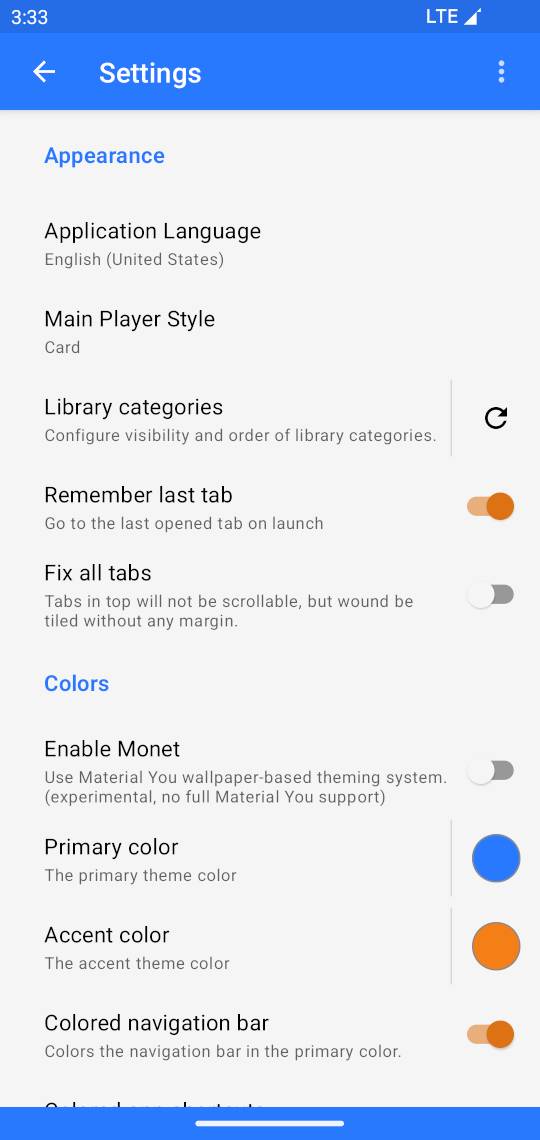 3:33
LTE
Settings
Appearance
Application Language
English (United States)
Main Player Style
Card
Library categories
Configure visibility and order of library categories.
Remember last tab
Go to the last opened tab on launch
Fix all tabs
Tabs in top will not be scrollable, but wound be
tiled without any margin.
Colors
Enable Monet
Use Material You wallpaper-based theming system.
(experimental, no full Material You support)
Primary color
The primary theme color
Accent color
The accent theme color
Colored navigation bar
Colors the navigation bar in the primary color.